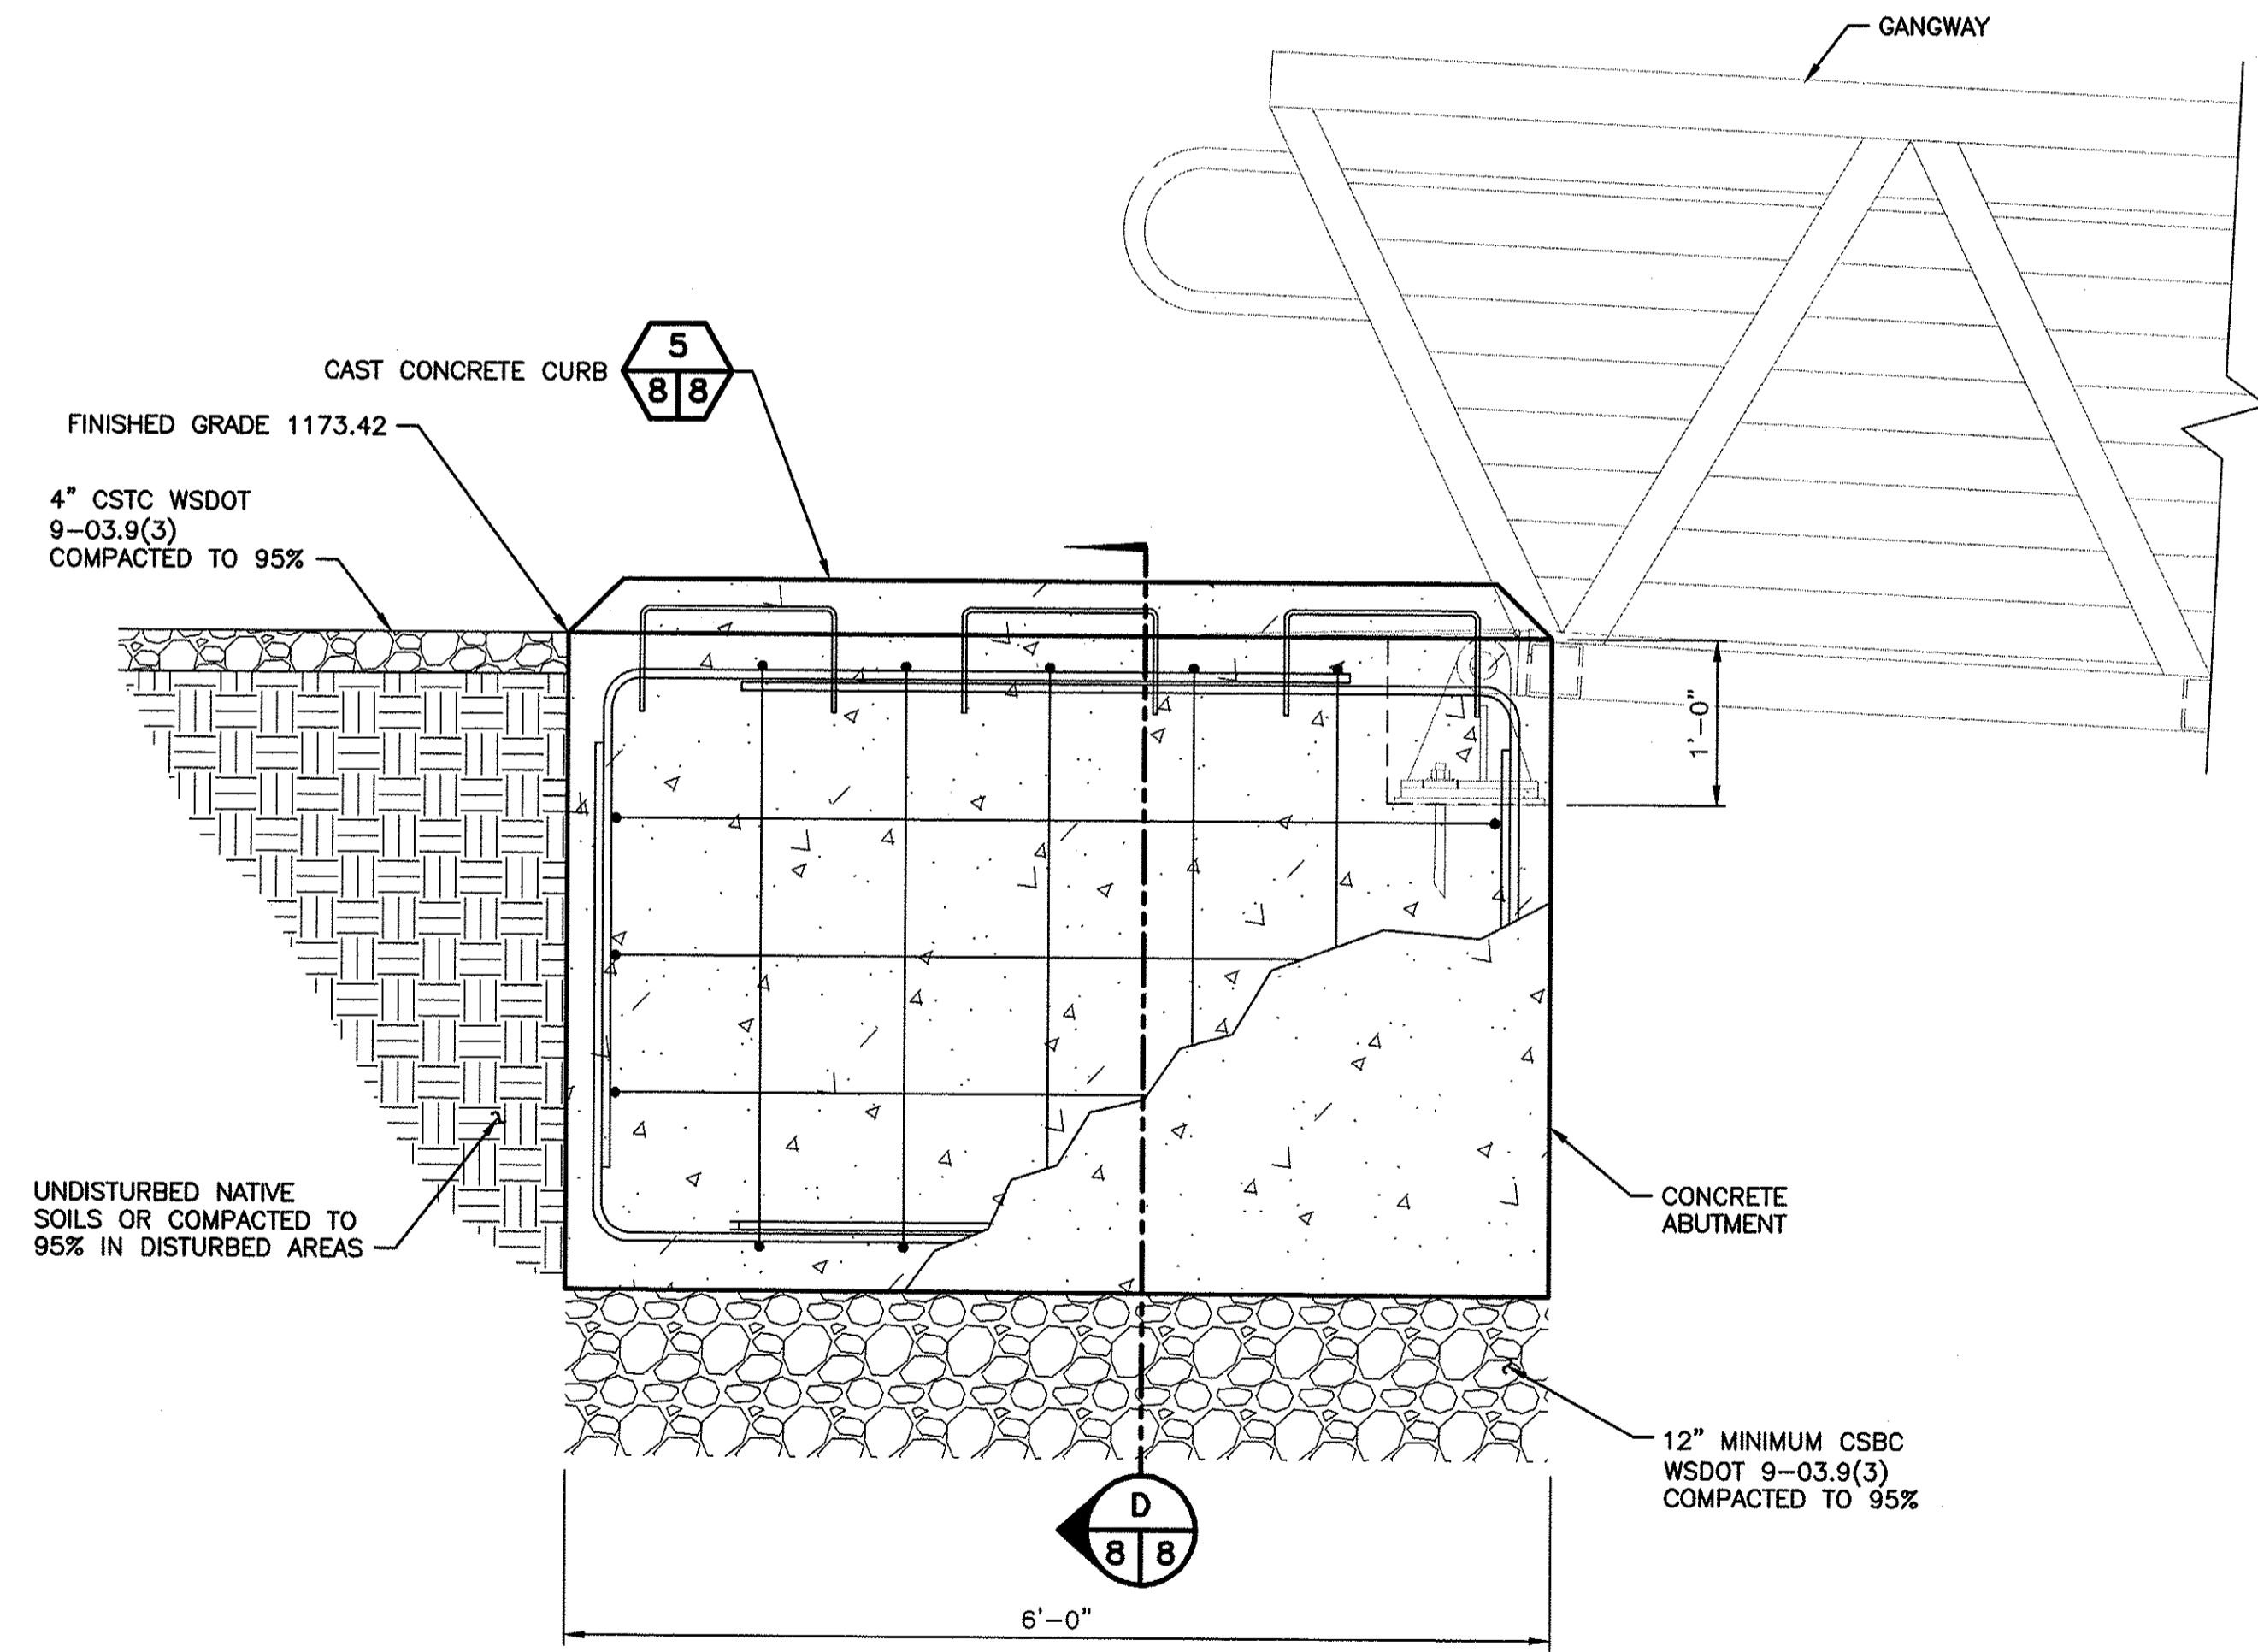 GANGWAY
CAST CONCRETE CURB
5
8 8
FINISHED GRADE 1173.42
4" CSTC WSDOT
9-03.9(3)
COMPACTED TO 95%
1'-0"
UNDISTURBED NATIVE
SOILS OR COMPACTED TO
95% IN DISTURBED AREAS
CONCRETE
ABUTMENT
12" MINIMUM CSBC
WSDOT 9-03.9(3)
COMPACTED TO 95%
D
8 8
6'-0"